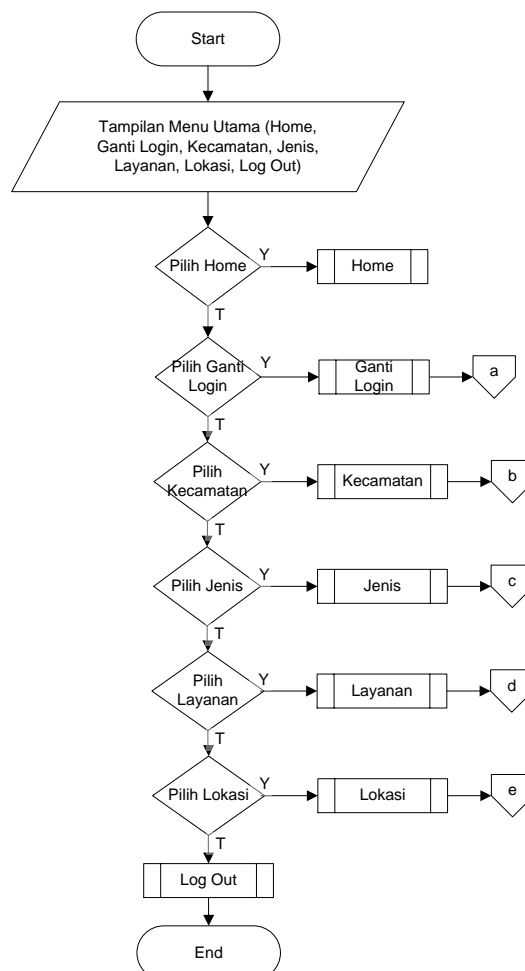 Start
Tampilan Menu Utama (Home,
Ganti Login, Kecamatan, Jenis,
Layanan, Lokasi, Log Out)
Pilih Home
Y
Home
T
Pilih Ganti
Login
Y
Ganti
Login
a
T
Pilih
Kecamatan
Y
Kecamatan
b
T
Pilih Jenis
Y
Jenis
c
T
Pilih
Layanan
Y
Layanan
d
T
Pilih Lokasi
Y
Lokasi
e
T
Log Out
End